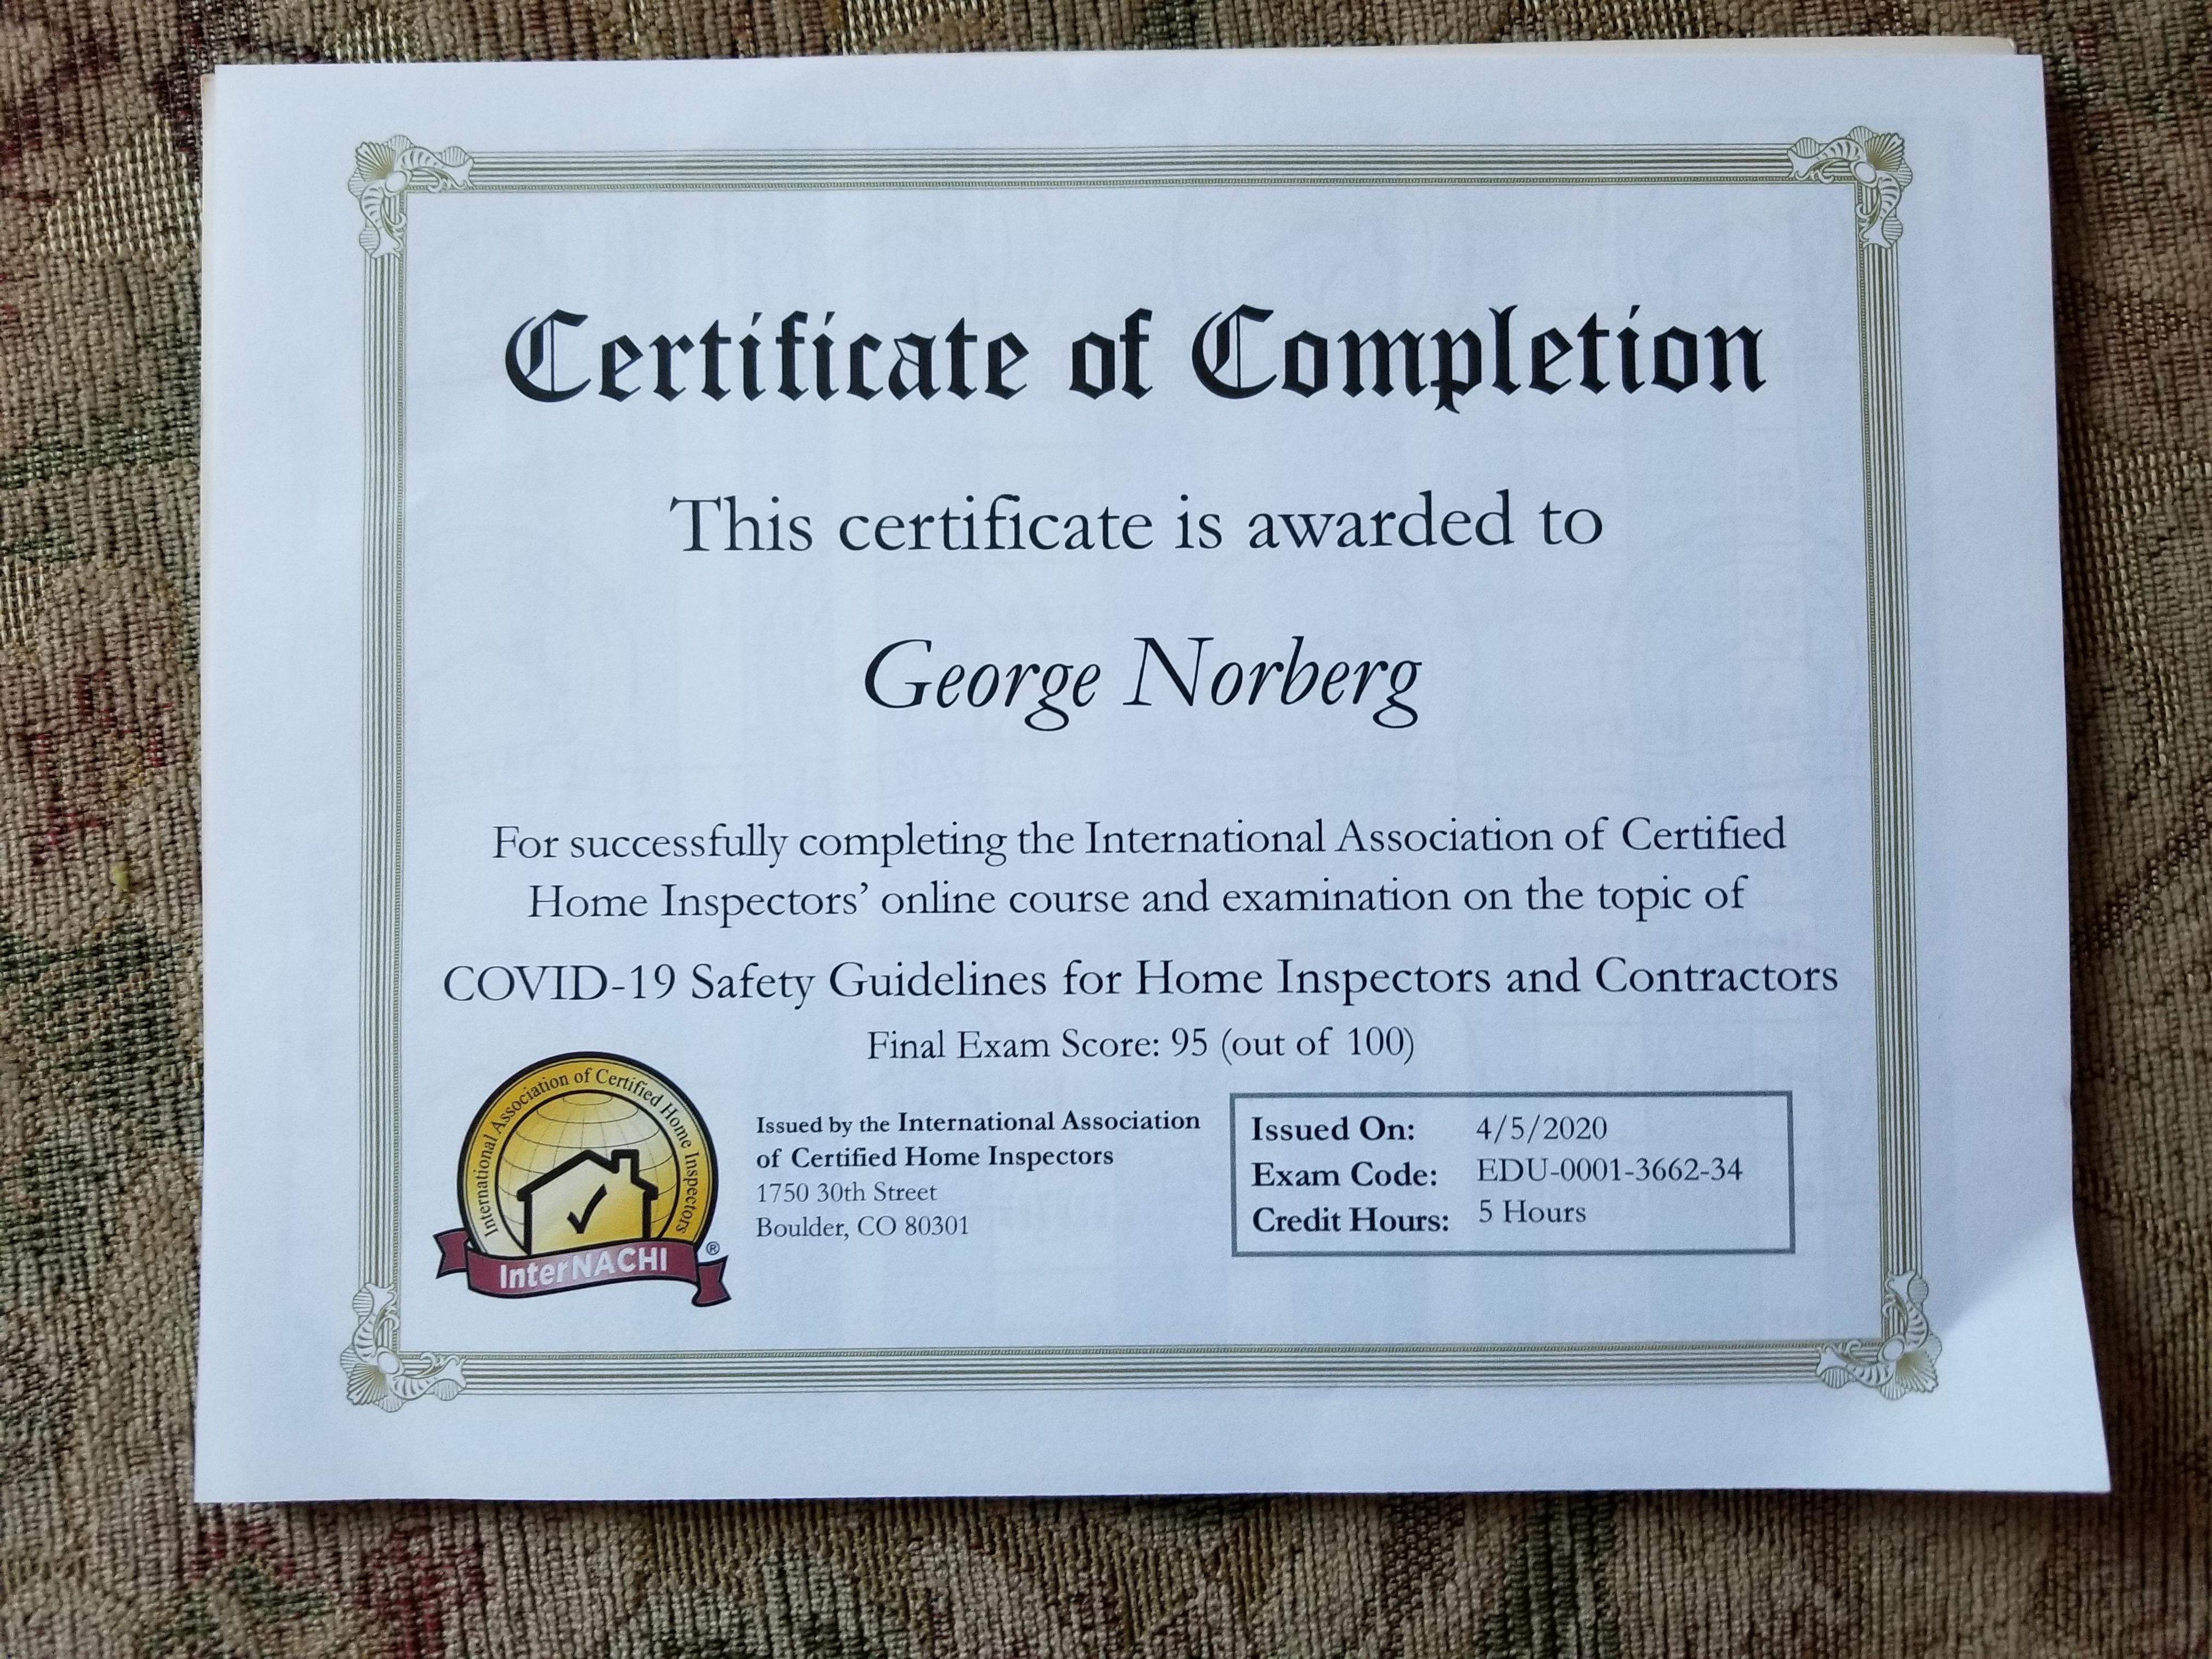 Certificate of Completion
This certificate is awarded to
George Norberg
For successfully completing the International Association of Certified
Home Inspectors’ online course and examination on the topic of
COVID-19 Safety Guidelines for Home Inspectors and Contractors
Final Exam Score: 95 (out of 100)
International Association of Certified Home Inspectors
InterNACHI ®
Issued by the International Association
of Certified Home Inspectors
1750 30th Street
Boulder, CO 80301
Issued On: 4/5/2020
Exam Code: EDU-0001-3662-34
Credit Hours: 5 Hours